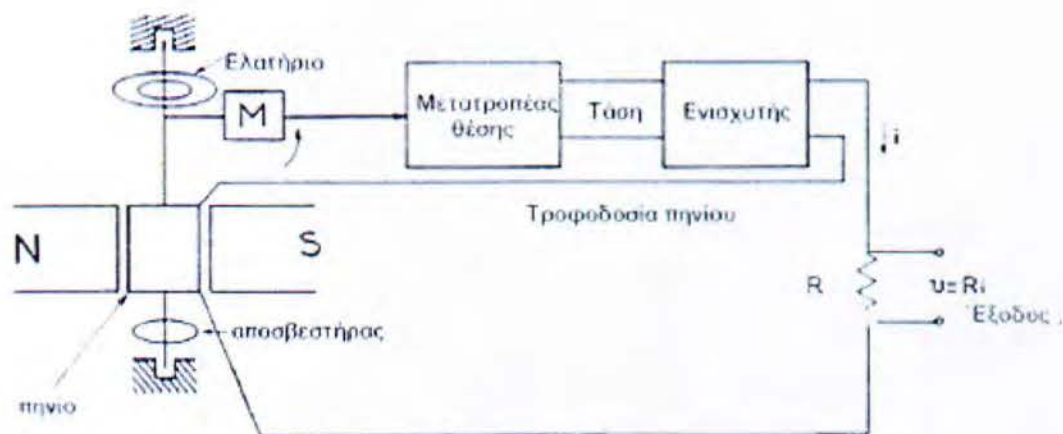 Ελατήριο
M
Μετατροπέας
θέσης
Τάση
Ενισχυτής
i
Τροφοδοσία πηνίου
N
S
R
υ=Ri
Έξοδος
αποσβεστήρας
πηνίο